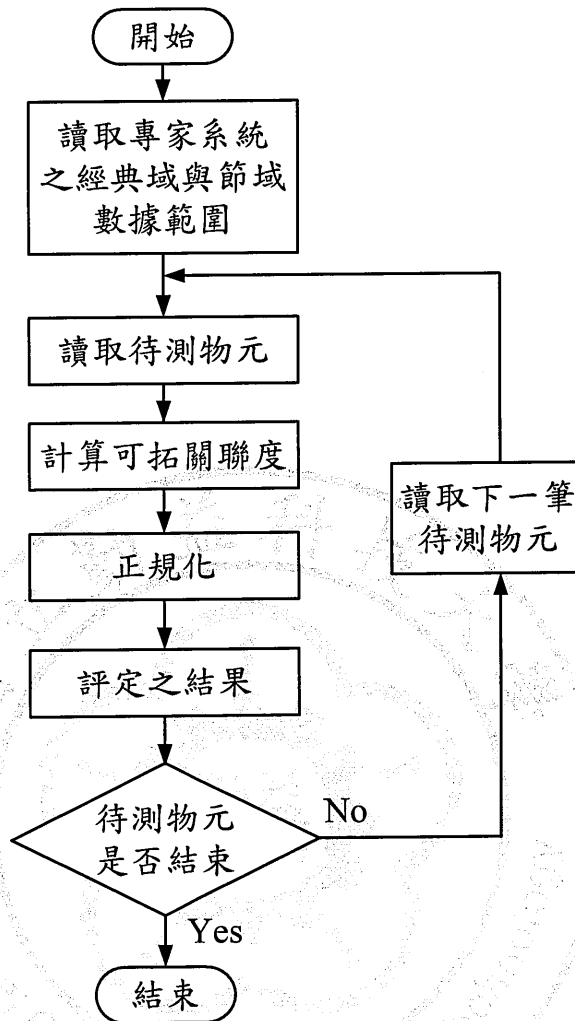 開始
讀取專家系統
之經典域與節域
數據範圍
讀取待測物元
計算可拓關聯度
正規化
評定之結果
待測物元
是否結束
No
讀取下一筆
待測物元
Yes
結束